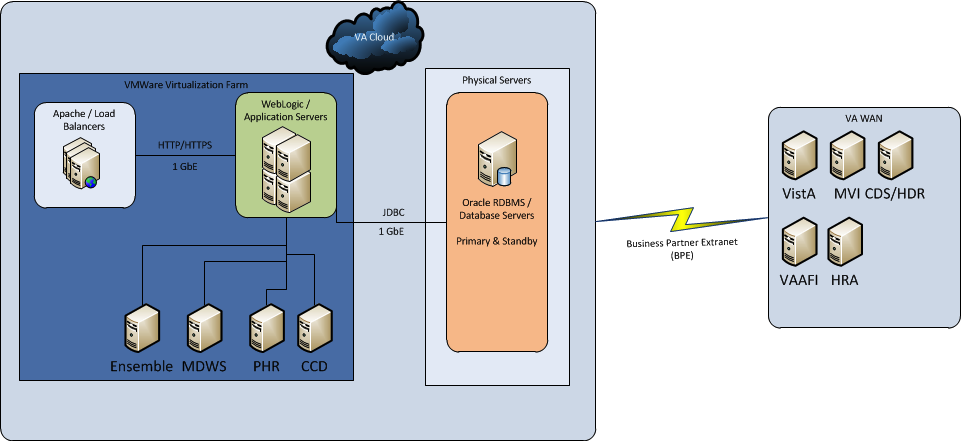 VA Cloud
VMWare Virtualization Farm
Apache / Load
Balancers
HTTP/HTTPS
1 GbE
WebLogic /
Application Servers
Ensemble
MDWS
PHR
CCD
JDBC
1 GbE
Physical Servers
Oracle RDBMS /
Database Servers
Primary & Standby
Business Partner Extranet
(BPE)
VA WAN
VistA
MVI
CDS/HDR
VAAFI
HRA